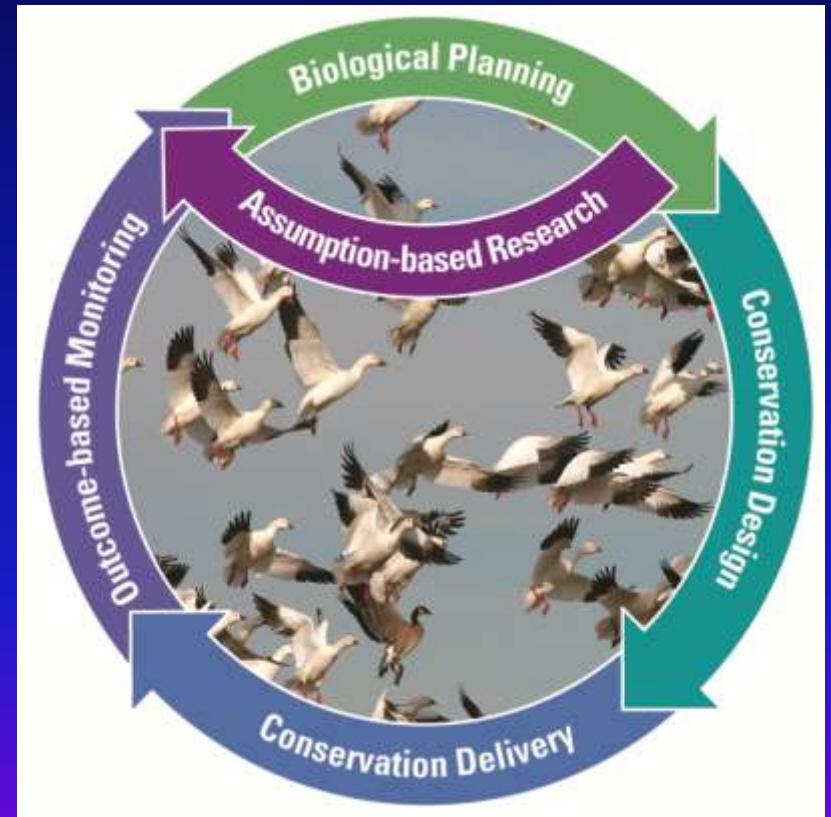 Biological Planning
Assumption-based Research
Conservation Design
Conservation Delivery
Outcome-based Monitoring